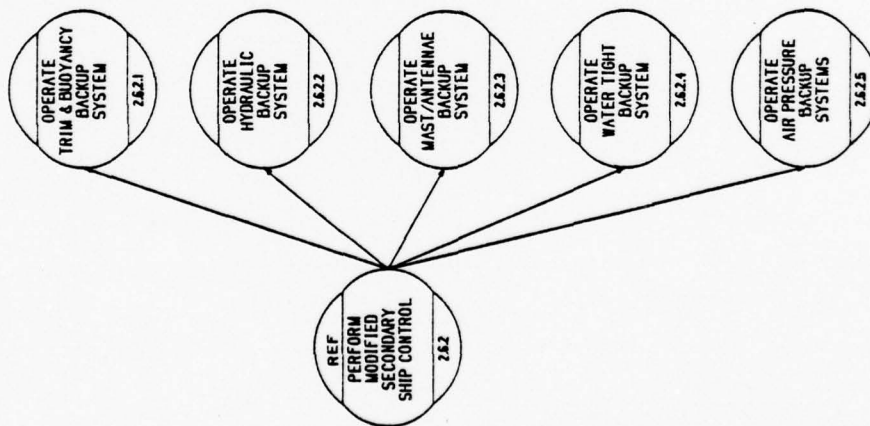 REF
PERFORM
MODIFIED
SECONDARY
SHIP CONTROL
2.6.2
OPERATE
TRIM & BUOYANCY
BACKUP
SYSTEM
2.6.2.1
OPERATE
HYDRAULIC
BACKUP
SYSTEM
2.6.2.2
OPERATE
MAST/ANTENNAE
BACKUP
SYSTEM
2.6.2.3
OPERATE
WATER TIGHT
BACKUP
SYSTEM
2.6.2.4
OPERATE
AIR PRESSURE
BACKUP
SYSTEMS
2.6.2.5